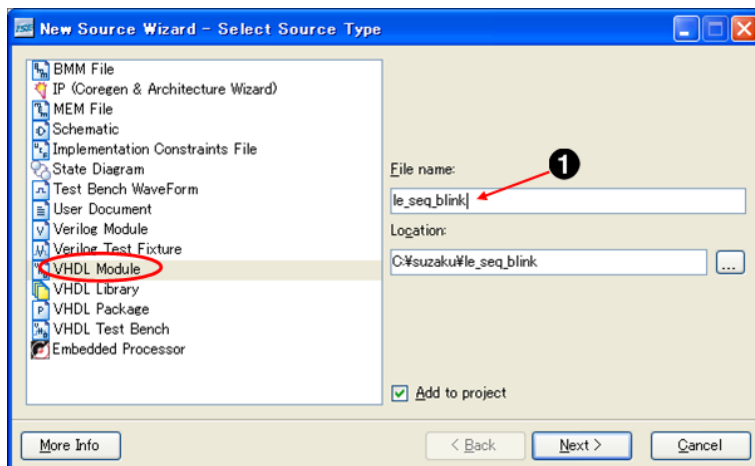 New Source Wizard - Select Source Type
BMM File
IP (Coregen & Architecture Wizard)
MEM File
Schematic
Implementation Constraints File
State Diagram
Test Bench WaveForm
User Document
Verilog Module
Verilog Test Fixture
VHDL Module
VHDL Library
VHDL Package
VHDL Test Bench
Embedded Processor
1
File name:
le_seq_blink
Location:
C:¥suzaku¥le_seq_blink
...
Add to project
More Info
< Back
Next >
Cancel